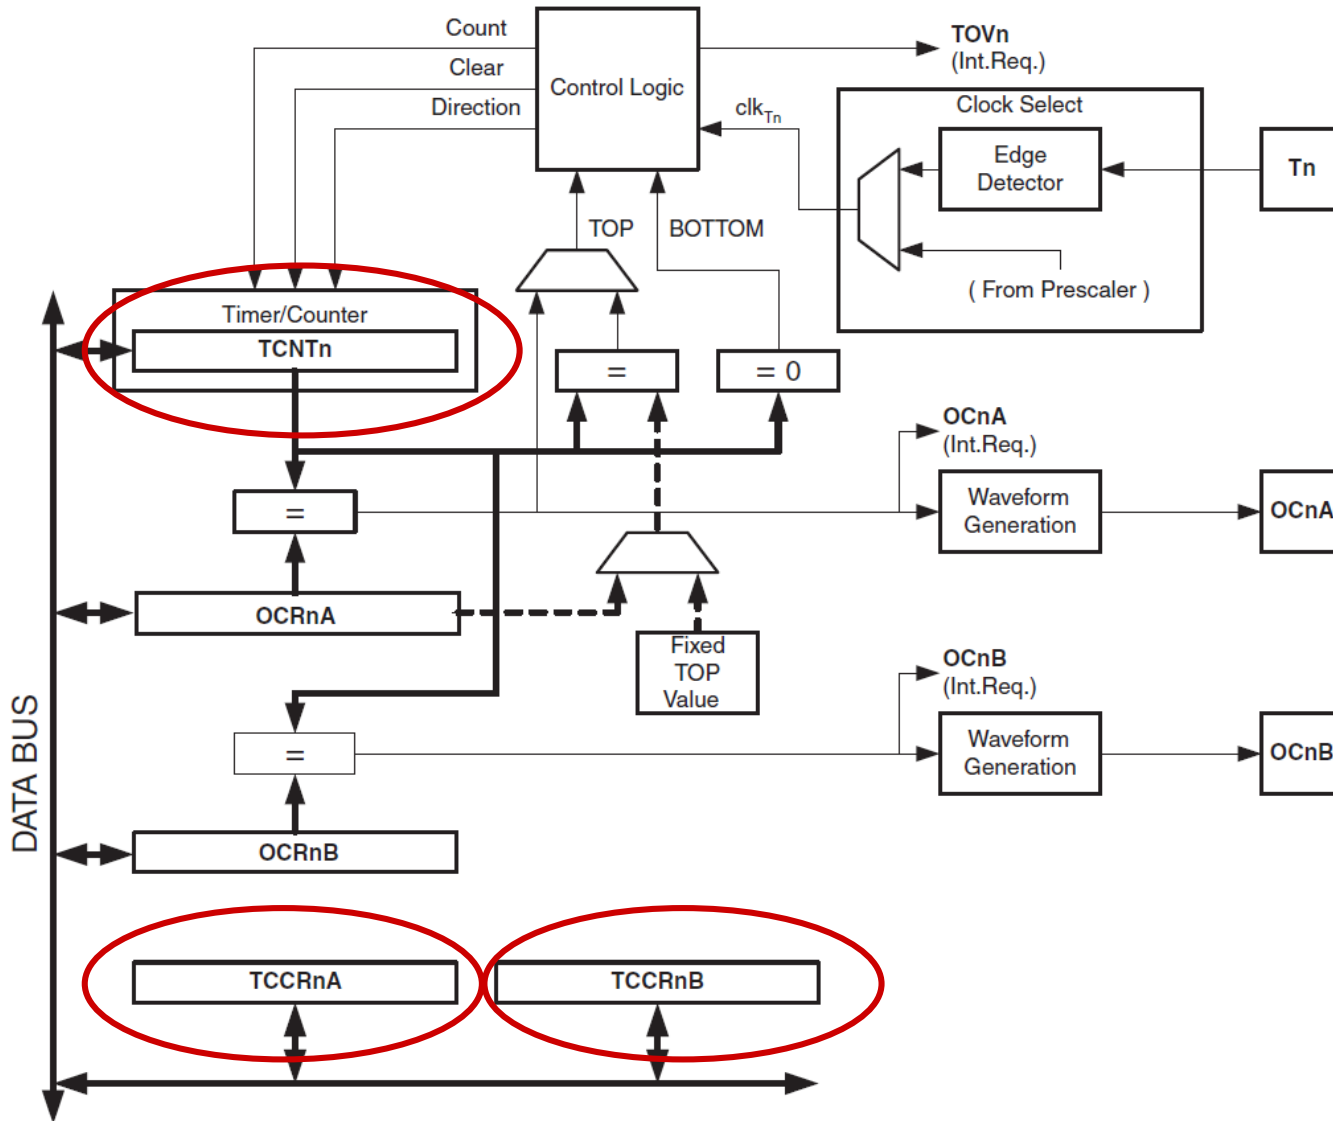 Count
Clear
Direction
Control Logic
TOVn
(Int.Req.)
clkTn
Clock Select
Edge
Detector
Tn
TOP
BOTTOM
( From Prescaler )
Timer/Counter
TCNTn
=
= 0
OCnA
(Int.Req.)
=
Waveform
Generation
OCnA
OCRnA
Fixed
TOP
Value
OCnB
(Int.Req.)
=
Waveform
Generation
OCnB
OCRnB
DATA BUS
TCCRnA
TCCRnB